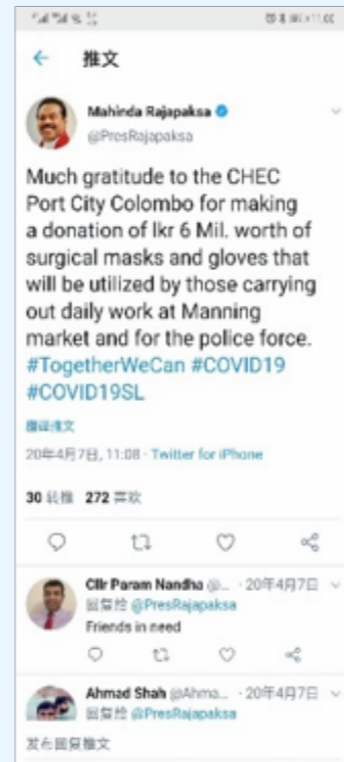 推文
Mahinda Rajapaksa
@PresRajapaksa
Much gratitude to the CHEC
Port City Colombo for making
a donation of lkr 6 Mil. worth of
surgical masks and gloves that
will be utilized by those carrying
out daily work at Manning
market and for the police force.
#TogetherWeCan #COVID19
#COVID19SL
翻译推文
20年4月7日, 11:08 · Twitter for iPhone
30 转推 272 喜欢
Cllr Param Nandha @... · 20年4月7日
回复给 @PresRajapaksa
Friends in need
Ahmad Shah @Ahma... · 20年4月7日
回复给 @PresRajapaksa
发布回复推文